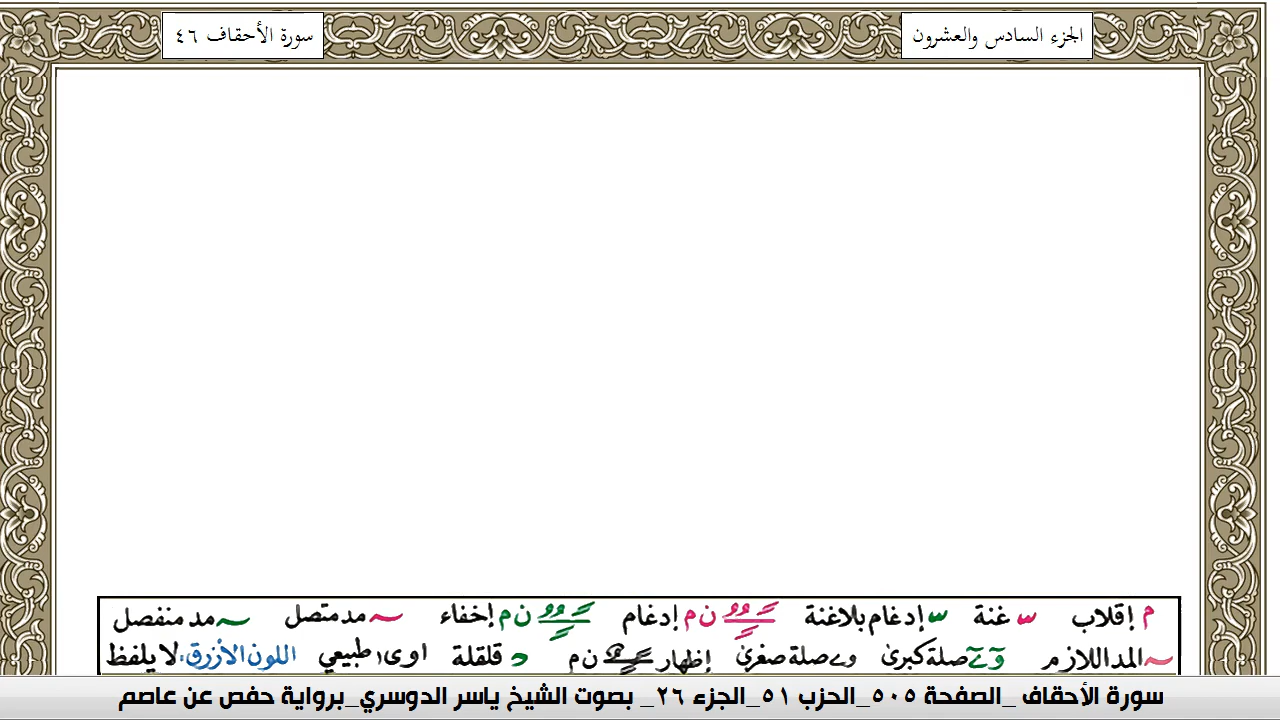 الجزء السادس والعشرون
سورة الأحقاف ٤٦
م إقلاب س غنة س إدغام بلاغنة ن م إدغام ن م إخفاء مد متصل مد منفصل
المد اللازم و ے صلة كبرى و ے صلة صغرى إظهار ن م د قلقلة اوى طبيعي اللون الأزرق: لا يلفظ
سورة الأحقاف _الصفحة ٥٠٥_الحزب ٥١_الجزء ٢٦_ بصوت الشيخ ياسر الدوسري_برواية حفص عن عاصم